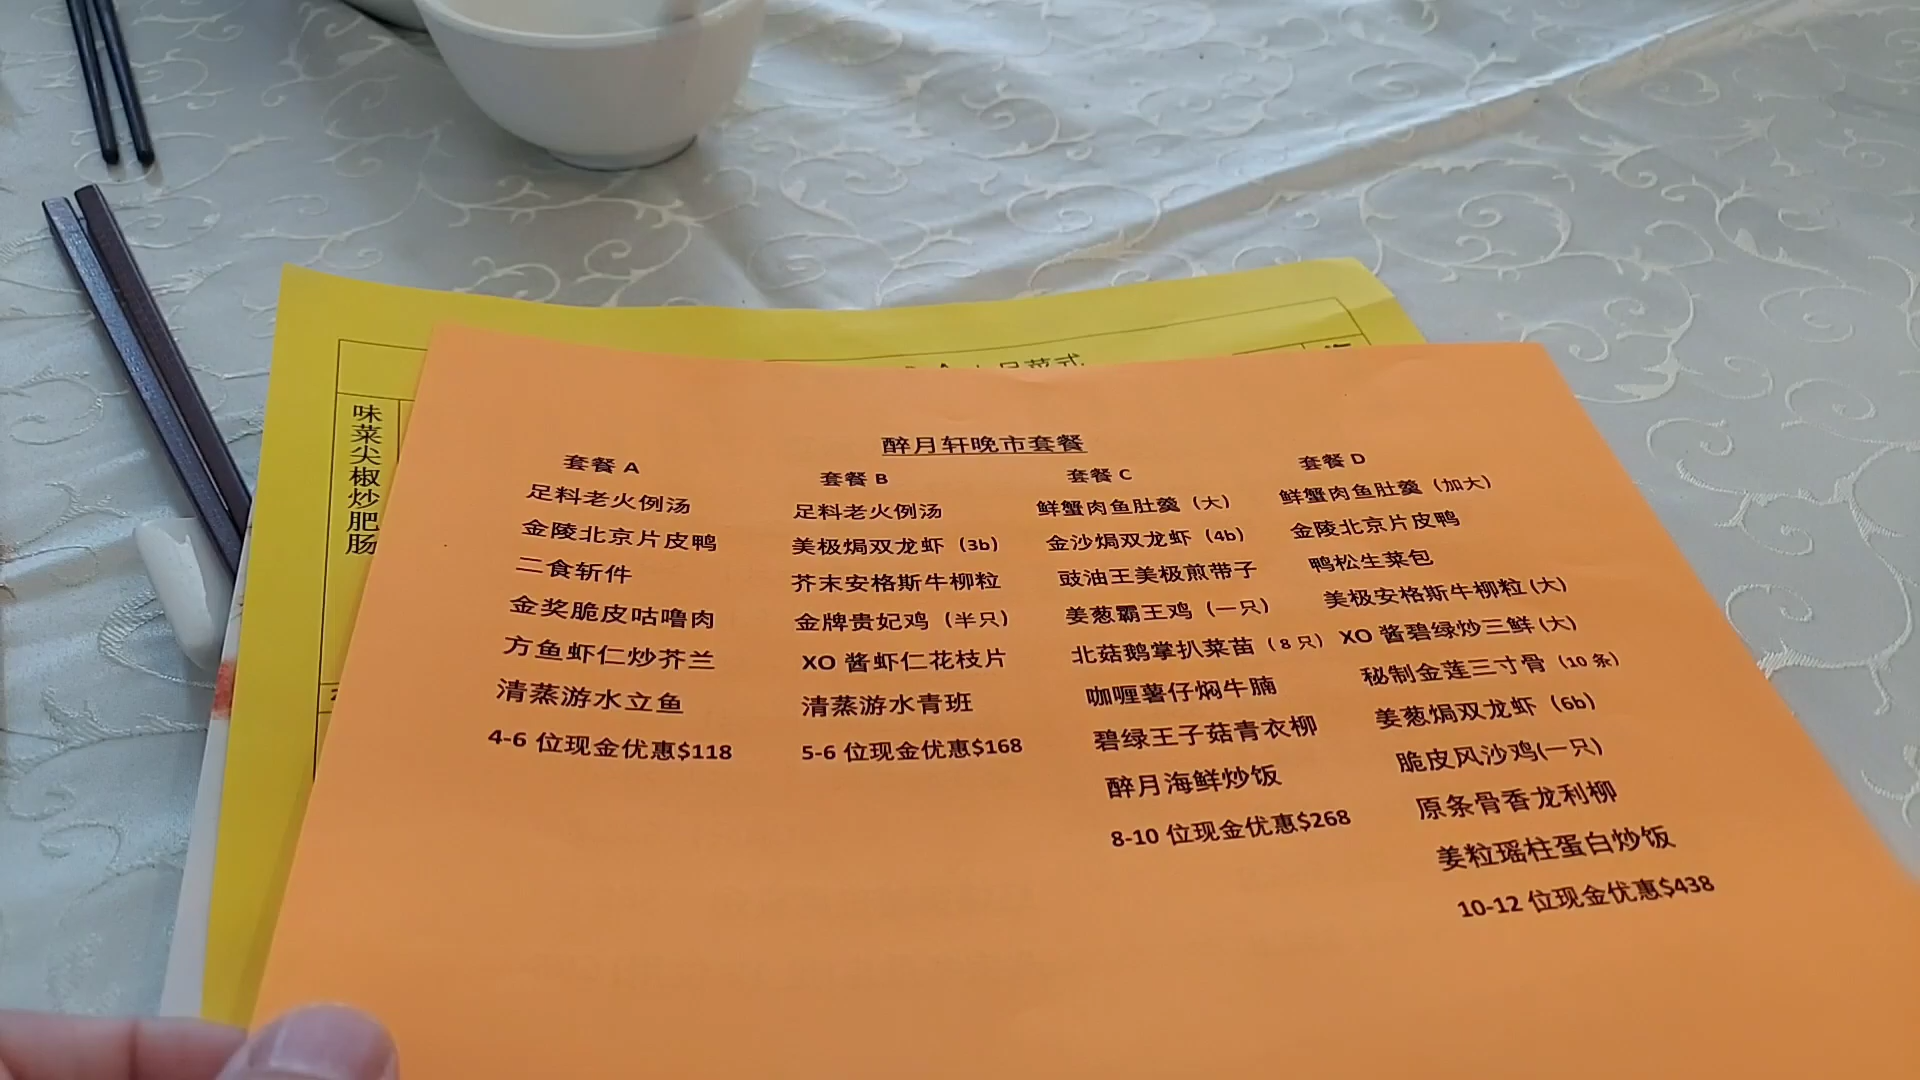 味菜尖椒炒肥肠
日菜式
醉月轩晚市套餐
套餐 A
足料老火例汤
金陵北京片皮鸭
二食斩件
金奖脆皮咕噜肉
方鱼虾仁炒芥兰
清蒸游水立鱼
4-6 位现金优惠$118
套餐 B
足料老火例汤
美极焗双龙虾（3b）
芥末安格斯牛柳粒
金牌贵妃鸡（半只）
XO 酱虾仁花枝片
清蒸游水青班
5-6 位现金优惠$168
套餐 C
鲜蟹肉鱼肚羹（大）
金沙焗双龙虾（4b）
豉油王美极煎带子
姜葱霸王鸡（一只）
北菇鹅掌扒菜苗（8 只）
咖喱薯仔焖牛腩
碧绿王子菇青衣柳
醉月海鲜炒饭
8-10 位现金优惠$268
套餐 D
鲜蟹肉鱼肚羹（加大）
金陵北京片皮鸭
鸭松生菜包
美极安格斯牛柳粒(大)
XO 酱碧绿炒三鲜(大)
秘制金莲三寸骨（10 条）
姜葱焗双龙虾（6b）
脆皮风沙鸡(一只)
原条骨香龙利柳
姜粒瑶柱蛋白炒饭
10-12 位现金优惠$438